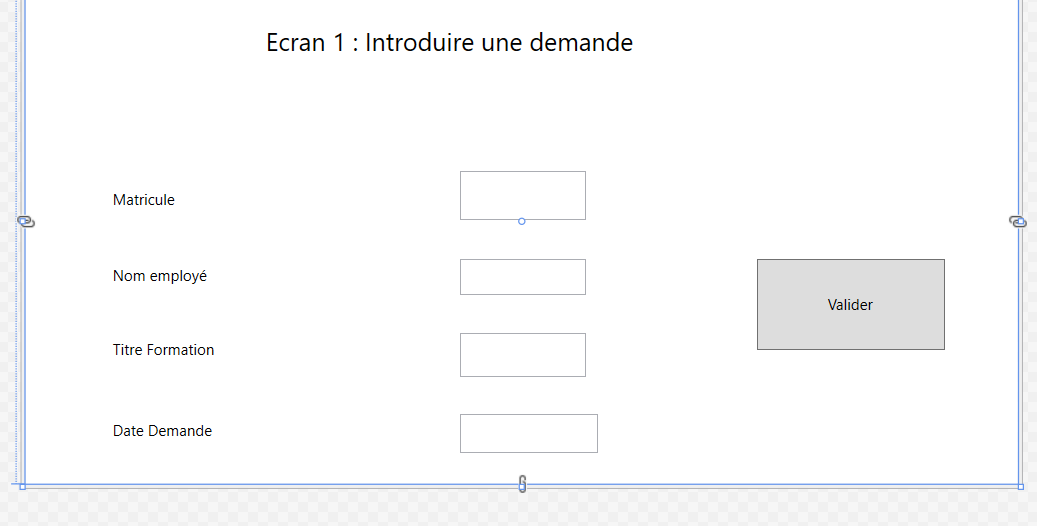 Ecran 1 : Introduire une demande
Matricule
Nom employé
Valider
Titre Formation
Date Demande